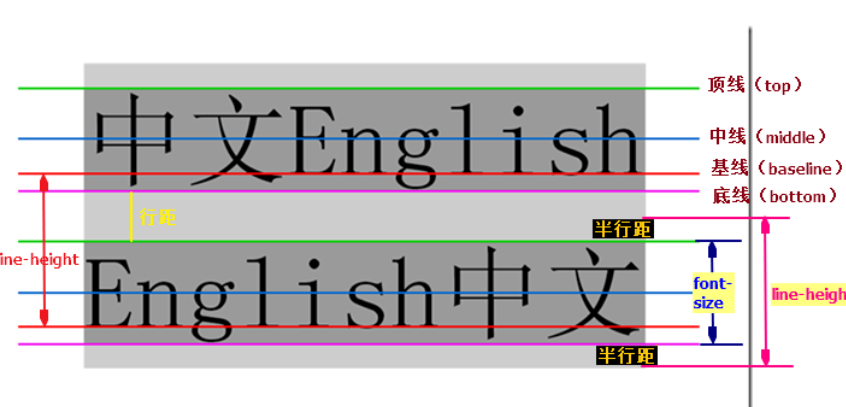 顶线（top）
中文English
中线（middle）
基线（baseline）
底线（bottom）
行距
半行距
line-height
English中文
font-
size
line-heigh
半行距